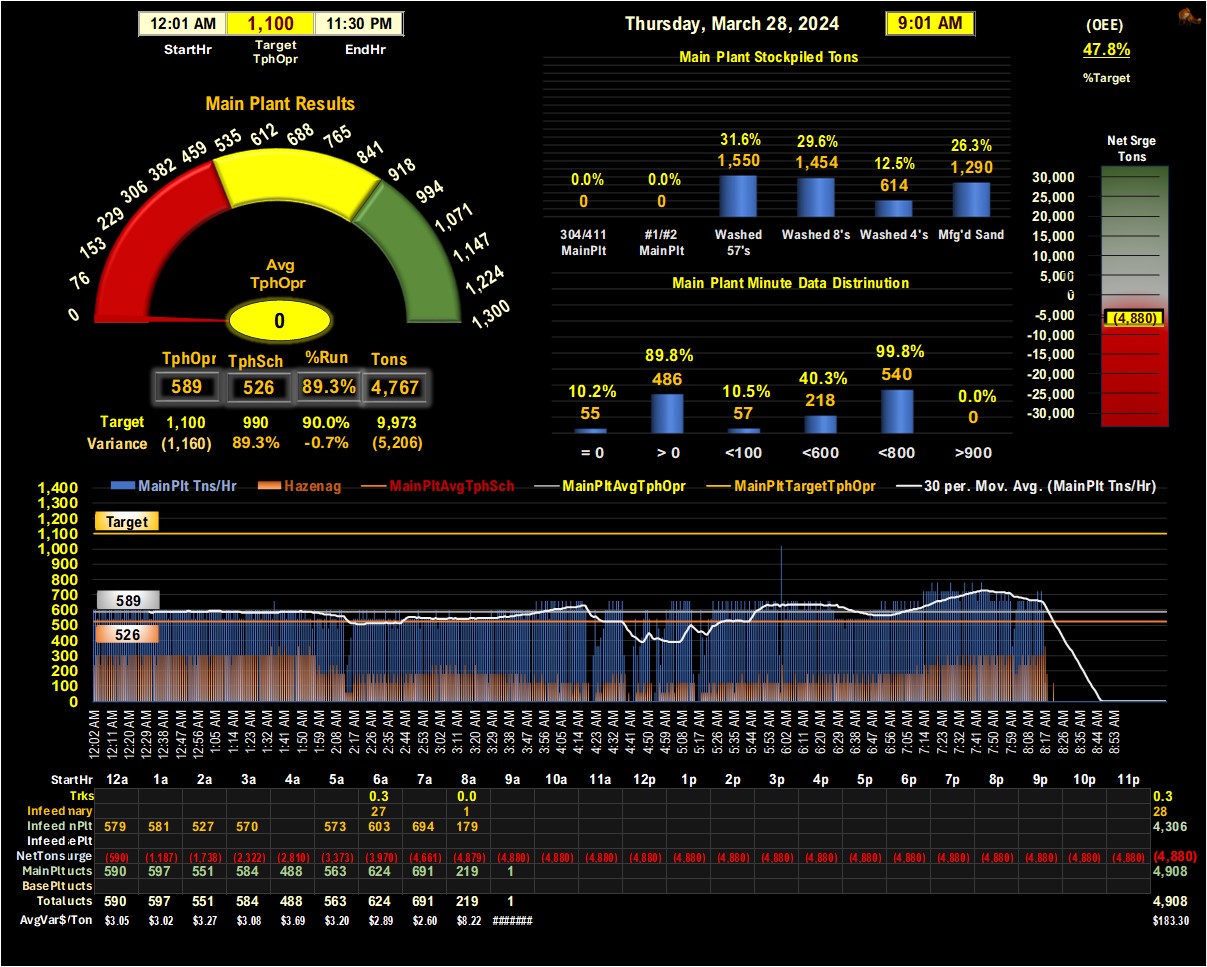 12:01 AM 1,100 11:30 PM
StartHr Target TphOpr EndHr
Thursday, March 28, 2024 9:01 AM
(OEE)
47.8%
%Target
Main Plant Results
0 76 153 229 306 382 459 535 612 688 765 841 918 994 1,071 1,147 1,224 1,300
Avg
TphOpr
0
TphOpr TphSch %Run Tons
589 526 89.3% 4,767
Target 1,100 990 90.0% 9,973
Variance (1,160) 89.3% -0.7% (5,206)
Main Plant Stockpiled Tons
0.0% 0.0% 31.6% 29.6% 12.5% 26.3%
0 0 1,550 1,454 614 1,290
304/411 MainPlt #1/#2 MainPlt Washed 57's Washed 8's Washed 4's Mfg'd Sand
Main Plant Minute Data Distrinution
10.2% 89.8% 10.5% 40.3% 99.8% 0.0%
55 486 57 218 540 0
= 0 > 0 <100 <600 <800 >900
Net Srge
Tons
30,000
25,000
20,000
15,000
10,000
5,000
0
-5,000
(4,880)
-10,000
-15,000
-20,000
-25,000
-30,000
MainPlt Tns/Hr Hazenag MainPltAvgTphSch MainPltAvgTphOpr MainPltTargetTphOpr 30 per. Mov. Avg. (MainPlt Tns/Hr)
1,400
1,300
1,200
1,100
1,000
900
800
700
600
500
400
300
200
100
0
Target
589
526
12:02 AM 12:11 AM 12:20 AM 12:29 AM 12:38 AM 12:47 AM 12:56 AM 1:05 AM 1:14 AM 1:23 AM 1:32 AM 1:41 AM 1:50 AM 1:59 AM 2:08 AM 2:17 AM 2:26 AM 2:35 AM 2:44 AM 2:53 AM 3:02 AM 3:11 AM 3:20 AM 3:29 AM 3:38 AM 3:47 AM 3:56 AM 4:05 AM 4:14 AM 4:23 AM 4:32 AM 4:41 AM 4:50 AM 4:59 AM 5:08 AM 5:17 AM 5:26 AM 5:35 AM 5:44 AM 5:53 AM 6:02 AM 6:11 AM 6:20 AM 6:29 AM 6:38 AM 6:47 AM 6:56 AM 7:05 AM 7:14 AM 7:23 AM 7:32 AM 7:41 AM 7:50 AM 7:59 AM 8:08 AM 8:17 AM 8:26 AM 8:35 AM 8:44 AM 8:53 AM
StartHr 12a 1a 2a 3a 4a 5a 6a 7a 8a 9a 10a 11a 12p 1p 2p 3p 4p 5p 6p 7p 8p 9p 10p 11p
Trks 0.3 0.0 0.3
Infeed nary 27 1 28
Infeed nPlt 579 581 527 570 573 603 694 179 4,306
Infeed ePlt
NetTons urge (590) (1,187) (1,738) (2,322) (2,810) (3,373) (3,970) (4,661) (4,879) (4,880) (4,880) (4,880) (4,880) (4,880) (4,880) (4,880) (4,880) (4,880) (4,880) (4,880) (4,880) (4,880) (4,880) (4,880) (4,880)
MainPlt ucts 590 597 551 584 488 563 624 691 219 1 4,908
BasePlt ucts
Total ucts 590 597 551 584 488 563 624 691 219 1 4,908
AvgVar$/Ton $3.05 $3.02 $3.27 $3.08 $3.69 $3.20 $2.89 $2.60 $8.22 ####### $183.30